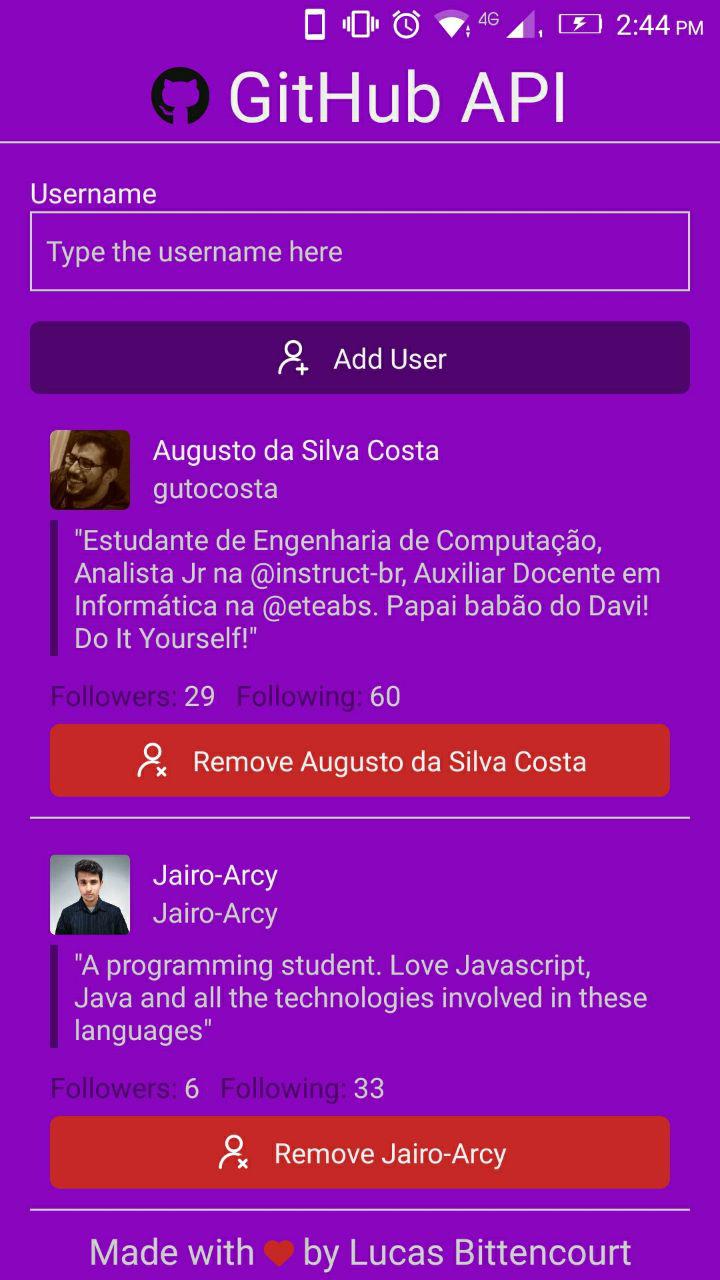 4G 2:44 PM
GitHub API
Username
Type the username here
Add User
Augusto da Silva Costa
gutocosta
"Estudante de Engenharia de Computação,
Analista Jr na @instruct-br, Auxiliar Docente em
Informática na @eteabs. Papai babão do Davi!
Do It Yourself!"
Followers: 29 Following: 60
Remove Augusto da Silva Costa
Jairo-Arcy
Jairo-Arcy
"A programming student. Love Javascript,
Java and all the technologies involved in these
languages"
Followers: 6 Following: 33
Remove Jairo-Arcy
Made with ❤ by Lucas Bittencourt